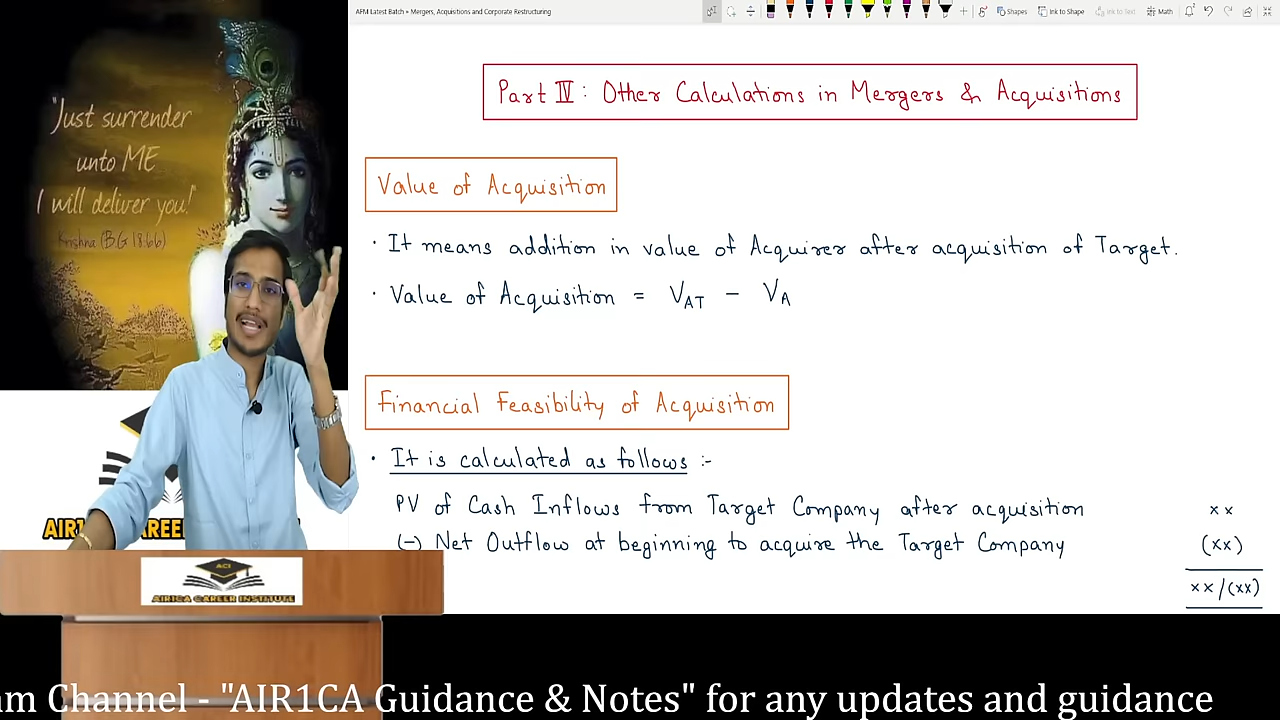 AFM Latest Batch » Mergers, Acquisitions and Corporate Restructuring
Shapes
Ink to Shape
Ink to Text
Math
Part IV : Other Calculations in Mergers & Acquisitions
"Just surrender
unto ME
I will deliver you!"
Krishna (BG 18:66)
Value of Acquisition
· It means addition in value of Acquirer after acquisition of Target.
· Value of Acquisition = VAT - VA
Financial Feasibility of Acquisition
· It is calculated as follows :-
PV of Cash Inflows from Target Company after acquisition xx
(-) Net Outflow at beginning to acquire the Target Company (xx)
xx/(xx)
ACI
AIR1CA CAREER INSTITUTE
am Channel - "AIR1CA Guidance & Notes" for any updates and guidance